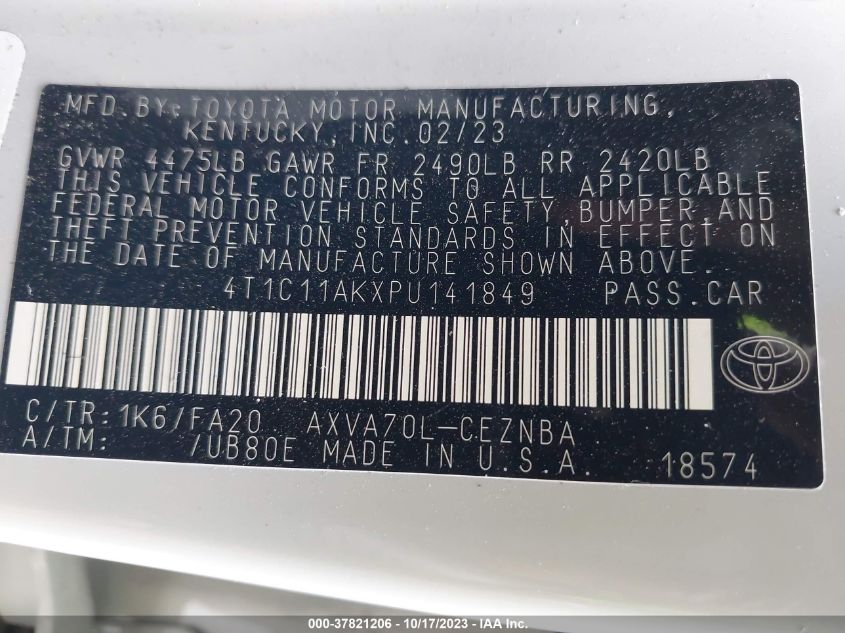 MFD. BY: TOYOTA MOTOR MANUFACTURING,
KENTUCKY, INC. 02/23
GVWR 4475LB GAWR FR 2490LB RR 2420LB
THIS VEHICLE CONFORMS TO ALL APPLICABLE
FEDERAL MOTOR VEHICLE SAFETY, BUMPER, AND
THEFT PREVENTION STANDARDS IN EFFECT ON
THE DATE OF MANUFACTURE SHOWN ABOVE.
4T1C11AKXPU141849 PASS. CAR
C/TR: 1K6/FA20 AXVA70L-CEZNBA
A/TM: /UB80E MADE IN U.S.A. 18574
000-37821206 - 10/17/2023 - IAA Inc.